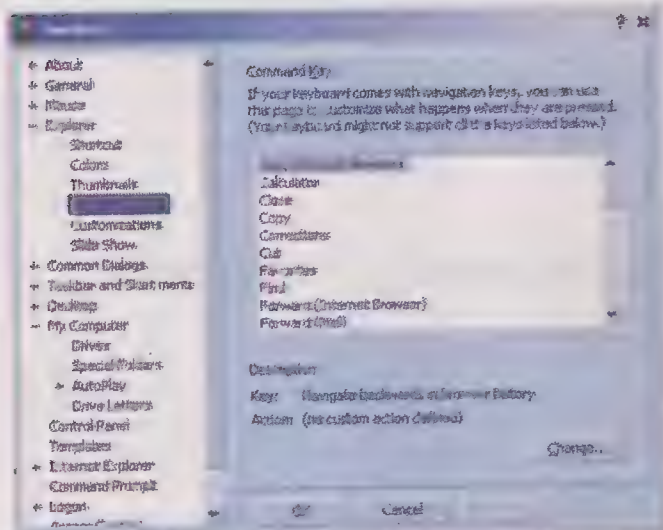 About
General
Mouse
Explorer
Shortcut
Colors
Thumbnails
Customizations
Slide Show
Common Dialogs
Taskbar and Start menu
Desktop
My Computer
Drives
Special Folders
AutoPlay
Drive Letters
Control Panel
Templates
Internet Explorer
Command Prompt
Logon
Command Key
If your keyboard comes with navigation keys, you can use
this page to customize what happens when they are pressed.
(Your keyboard might not support all the keys listed below.)
Calculator
Close
Copy
Corrections
Cut
Favorites
Find
Forward (Internet Browser)
Forward (Mail)
Description
Key: Navigate backwards in browser history
Action: (no custom action defined)
Change...
OK
Cancel